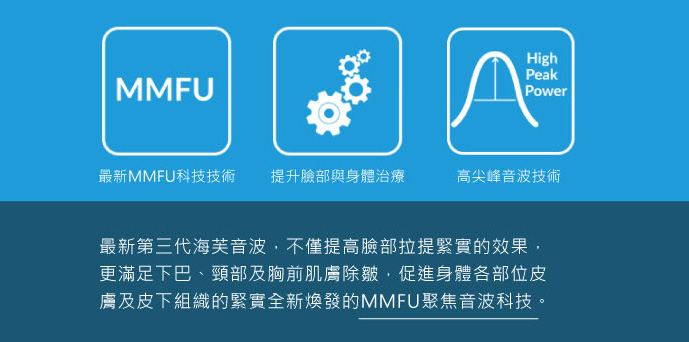 MMFU
High
Peak
Power
最新MMFU科技技術
提升臉部與身體治療
高尖峰音波技術
最新第三代海芙音波，不僅提高臉部拉提緊實的效果，
更滿足下巴、頸部及胸前肌膚除皺，促進身體各部位皮
膚及皮下組織的緊實全新煥發的MMFU聚焦音波科技。